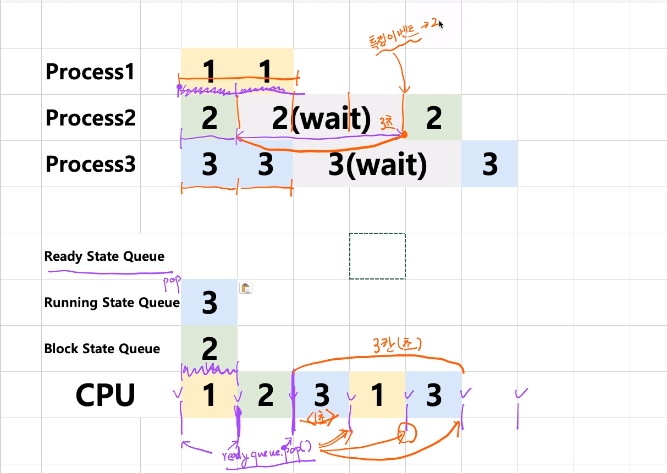 특정이벤트 →2
Process1 1 1
Process2 2 2(wait) 2
3초
Process3 3 3 3(wait) 3
Ready State Queue
pop
Running State Queue 3
Block State Queue 2
3칸(초)
CPU 1 2 3 1 3
1초
ready queue.pop()